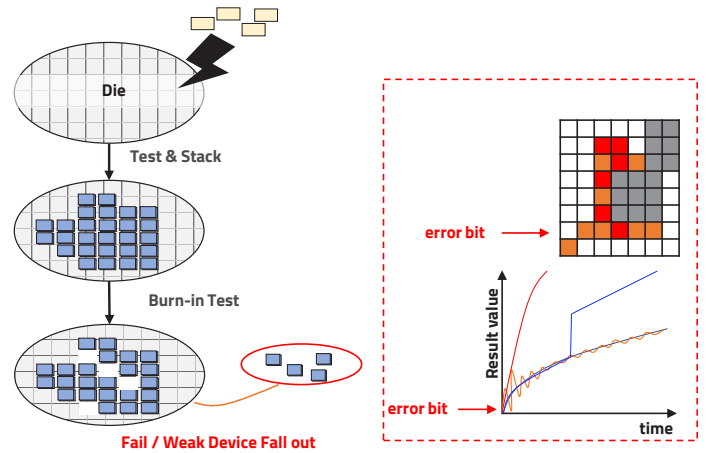 Die
Test & Stack
Burn-in Test
Fail / Weak Device Fall out
error bit
Result value
error bit
time